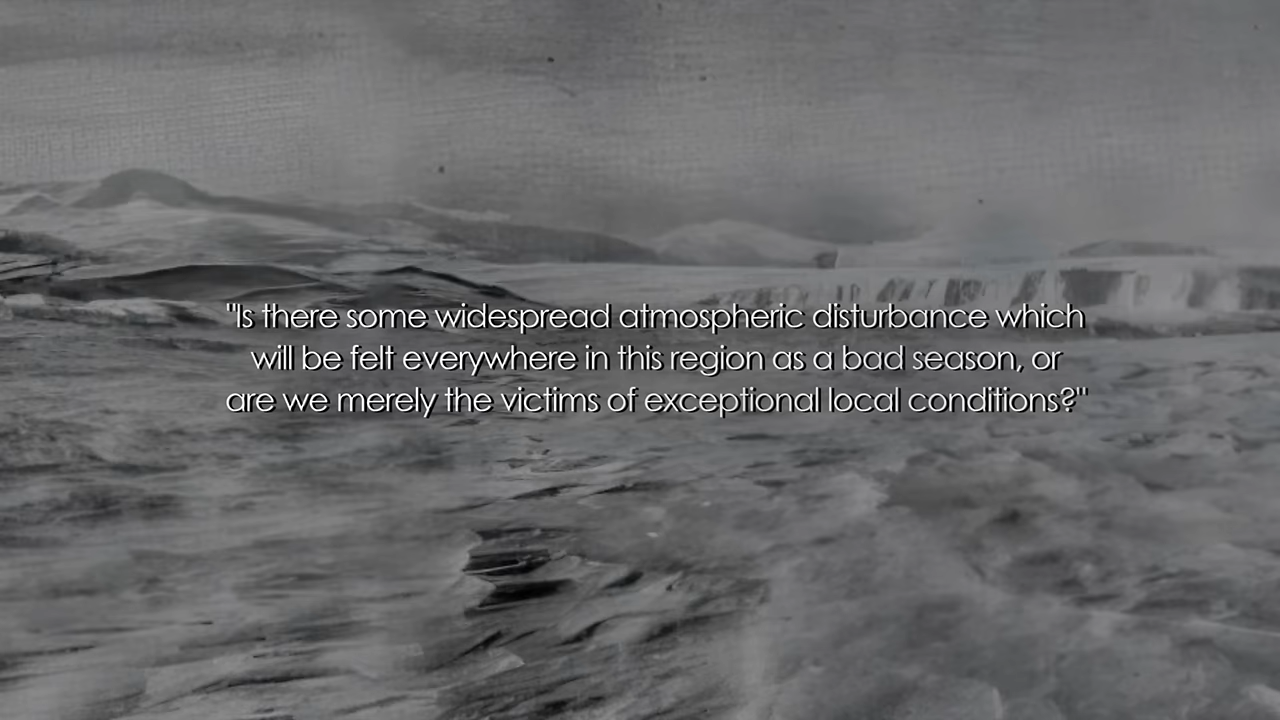 "Is there some widespread atmospheric disturbance which
will be felt everywhere in this region as a bad season, or
are we merely the victims of exceptional local conditions?"